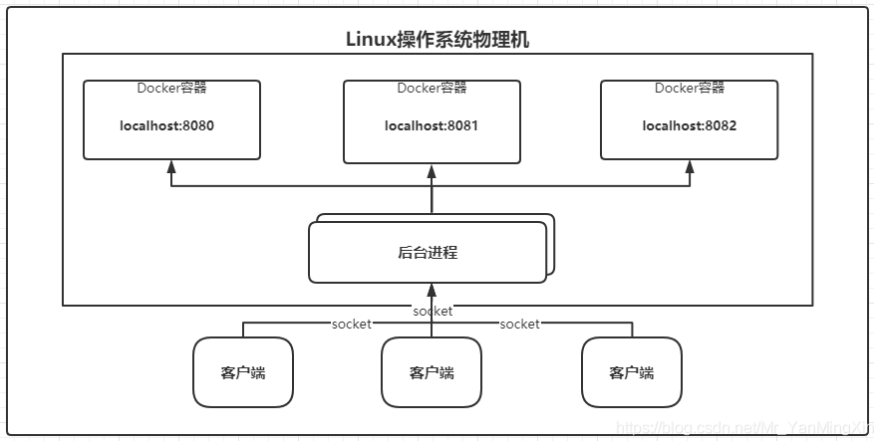 Linux操作系统物理机
Docker容器
Docker容器
Docker容器
localhost:8080
localhost:8081
localhost:8082
后台进程
socket
socket
socket
客户端
客户端
客户端
https://blog.csdn.net/Mr_YanMingXin